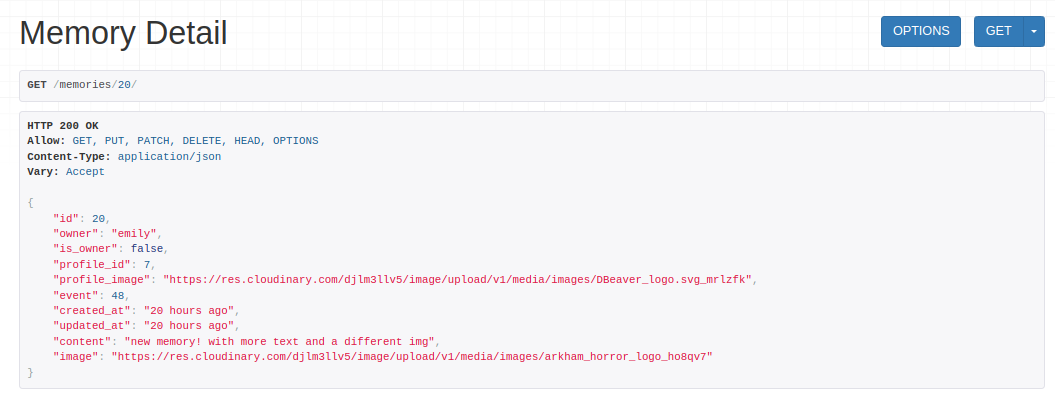 Memory Detail
OPTIONS
GET
GET /memories/20/
HTTP 200 OK
Allow: GET, PUT, PATCH, DELETE, HEAD, OPTIONS
Content-Type: application/json
Vary: Accept
{
"id": 20,
"owner": "emily",
"is_owner": false,
"profile_id": 7,
"profile_image": "https://res.cloudinary.com/djlm3llv5/image/upload/v1/media/images/DBeaver_logo.svg_mrlzfk",
"event": 48,
"created_at": "20 hours ago",
"updated_at": "20 hours ago",
"content": "new memory! with more text and a different img",
"image": "https://res.cloudinary.com/djlm3llv5/image/upload/v1/media/images/arkham_horror_logo_ho8qv7"
}